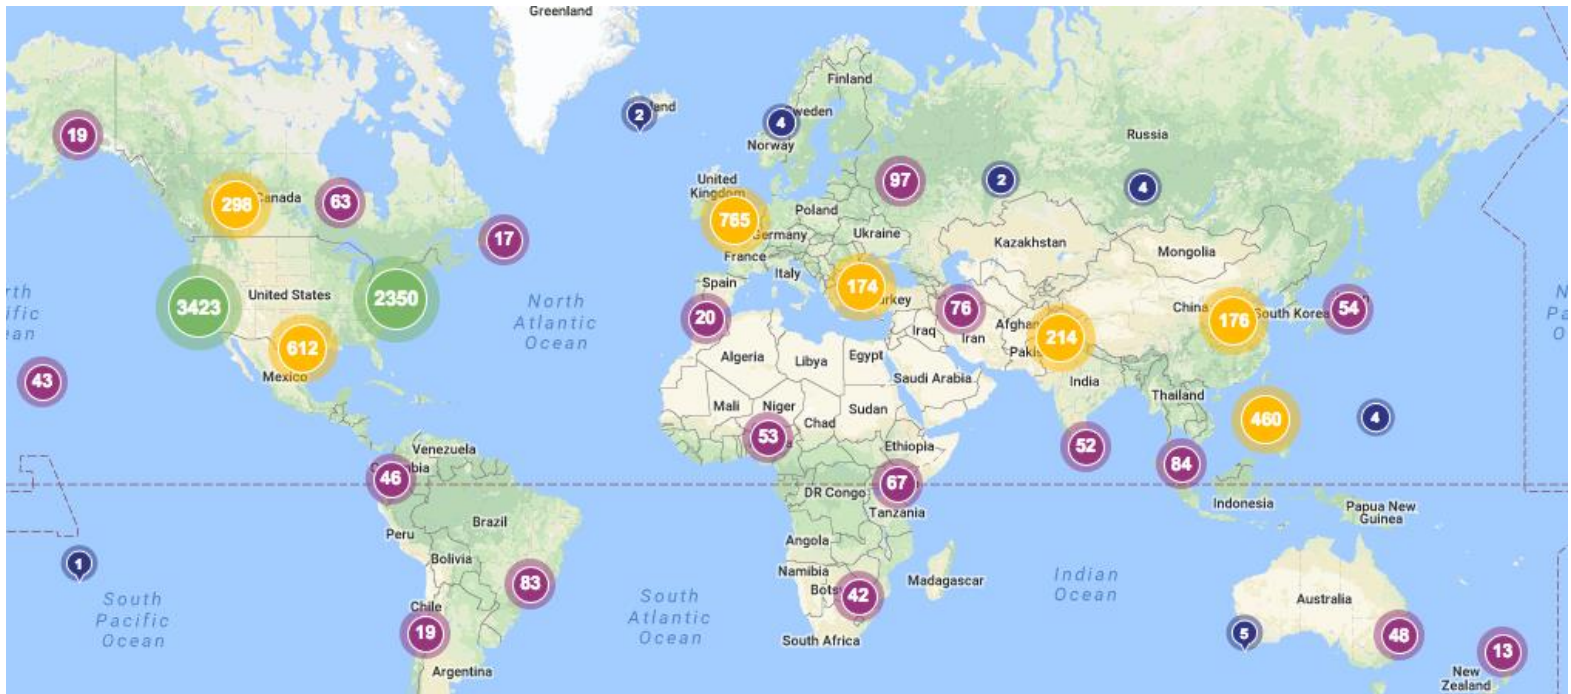 Greenland
Finland
2
land
4
Sweden
19
Russia
Norway
United
Kingdom
97
2
4
298
Canada
63
Poland
765
17
Germany
Ukraine
Kazakhstan
Mongolia
France
Italy
Spain
174
Turkey
3423
United States
2350
North
Atlantic
Ocean
20
76
214
China
176
South Korea
54
Iraq
Iran
Pakis
612
Mexico
Algeria
Libya
Egypt
43
Saudi Arabia
India
Thailand
Mali
Niger
Chad
Sudan
460
4
53
Venezuela
Ethiopia
52
84
46
67
DR Congo
Indonesia
Brazil
Tanzania
Papua New
Guinea
Peru
Angola
1
Bolivia
83
Namibia
Bots
42
Madagascar
Indian
Ocean
South
Pacific
Ocean
South
Atlantic
Ocean
Chile
19
Australia
5
48
South Africa
13
Argentina
New
Zealand